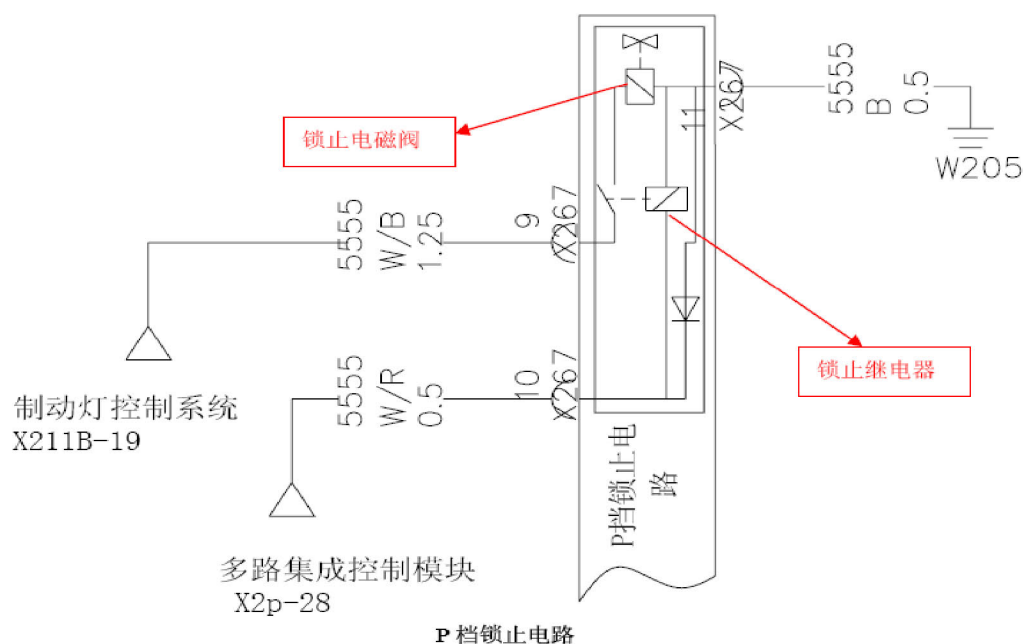 5555
B
0.5
11
X267
W205
锁止电磁阀
5555
W/B
1.25
9
X267
锁止继电器
5555
W/R
0.5
10
X267
制动灯控制系统
X211B-19
P挡锁止电
路
多路集成控制模块
X2p-28
P 档锁止电路